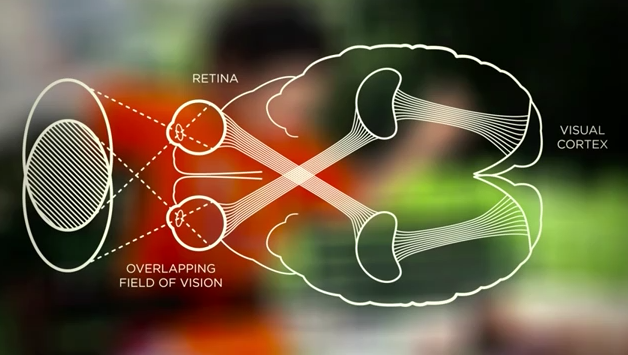 RETINA
VISUAL
CORTEX
OVERLAPPING
FIELD OF VISION